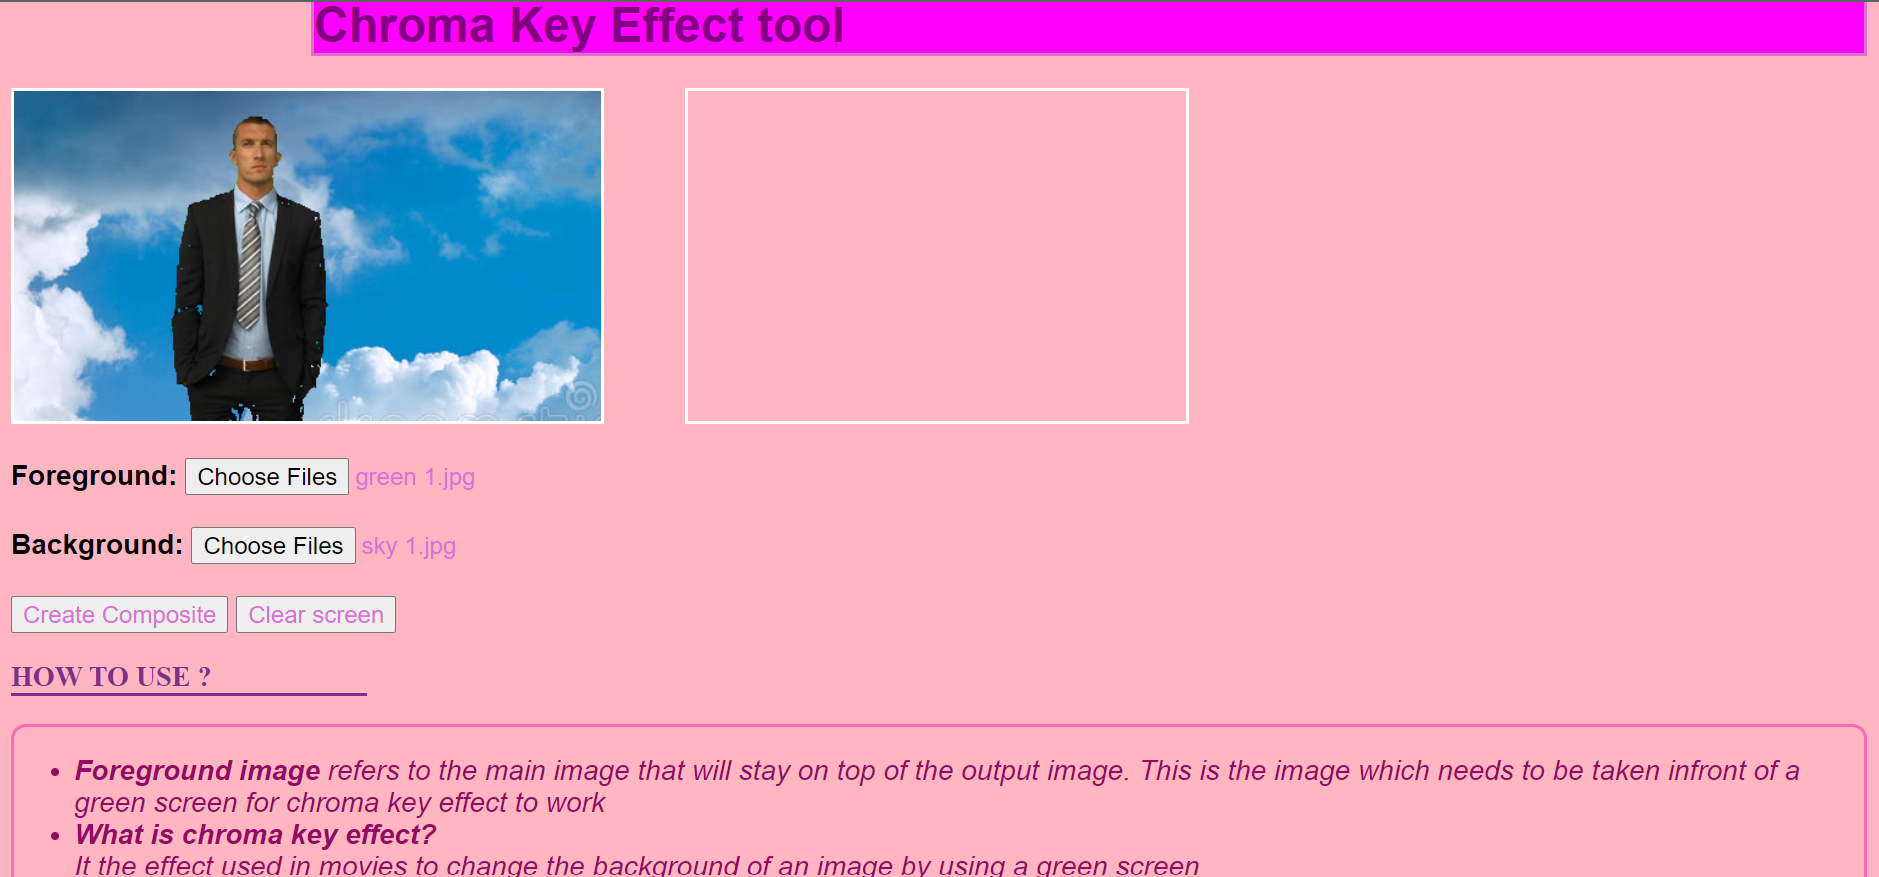 Chroma Key Effect tool
Foreground: Choose Files green 1.jpg
Background: Choose Files sky 1.jpg
Create Composite Clear screen
HOW TO USE ?
Foreground image refers to the main image that will stay on top of the output image. This is the image which needs to be taken infront of a
green screen for chroma key effect to work
What is chroma key effect?
It the effect used in movies to change the background of an image by using a green screen